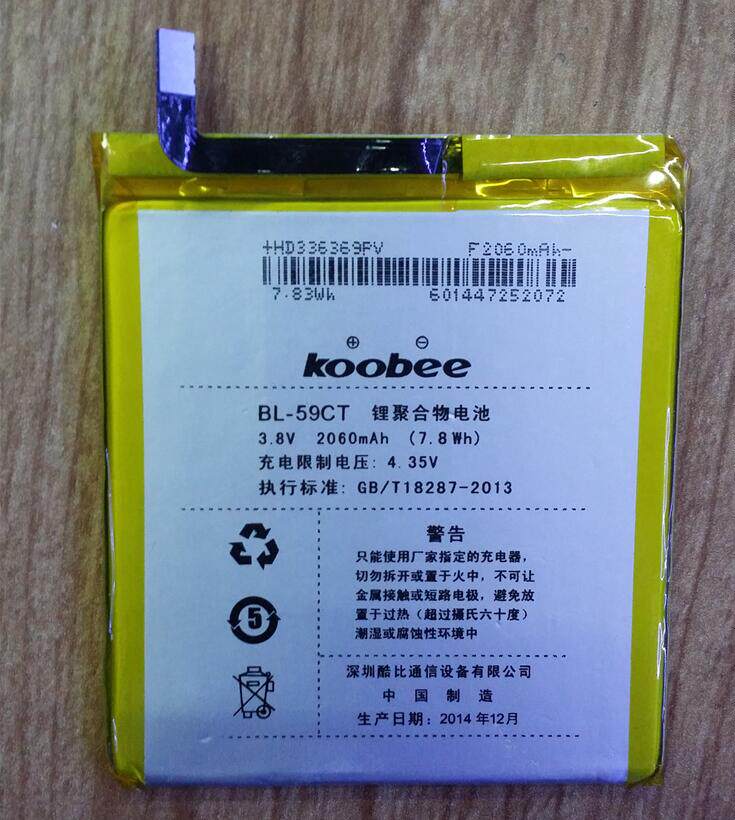 +HD336369PV F2060mAh-
7.83Wh 601447252072
⊕ ⊖
koobee
BL-59CT 锂聚合物电池
3.8V 2060mAh (7.8Wh)
充电限制电压: 4.35V
执行标准: GB/T18287-2013
警告
只能使用厂家指定的充电器，
切勿拆开或置于火中，不可让
金属接触或短路电极，避免放
置于过热（超过摄氏六十度）
潮湿或腐蚀性环境中
5
深圳酷比通信设备有限公司
中国制造
生产日期: 2014年12月